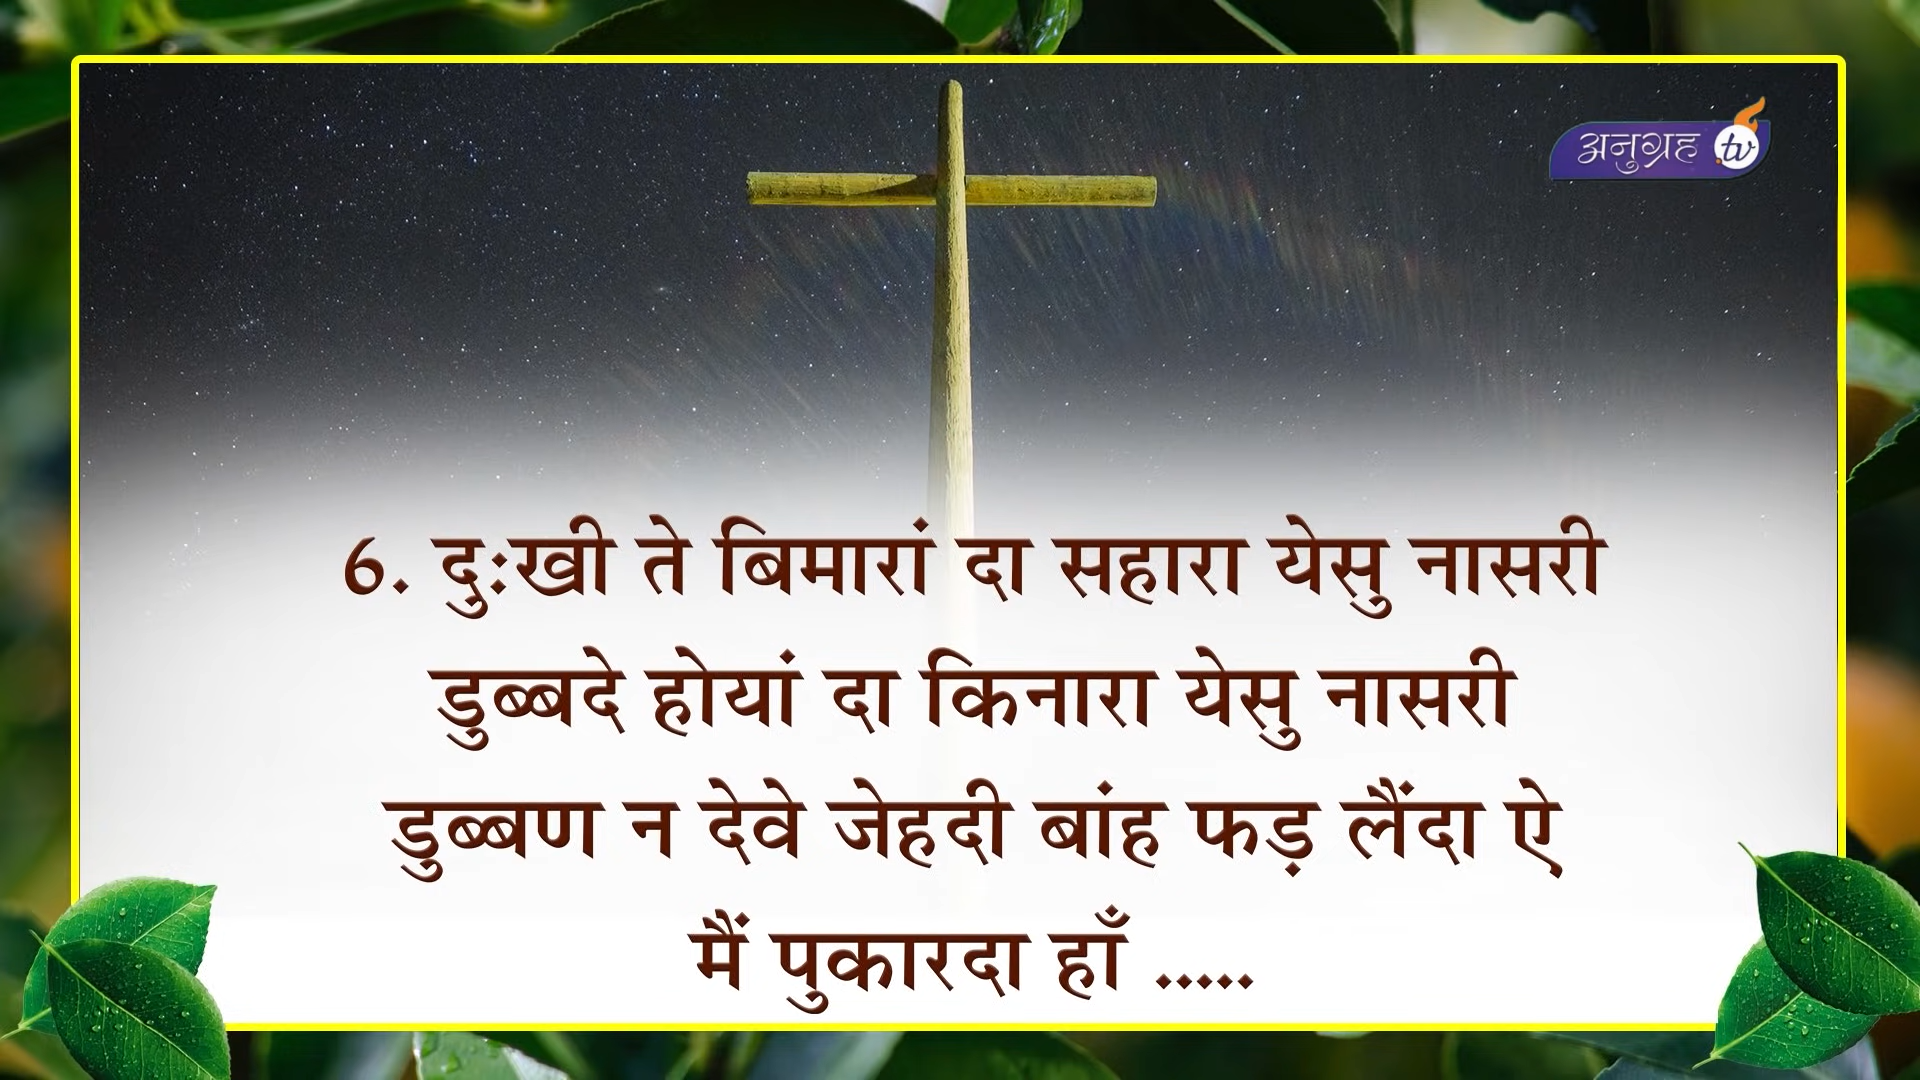 अनुग्रह tv
6. दु:खी ते बिमारां दा सहारा येसु नासरी
डुब्बदे होयां दा किनारा येसु नासरी
डुब्बण न देवे जेहदी बांह फड़ लैंदा ऐ
मैं पुकारदा हाँ .....